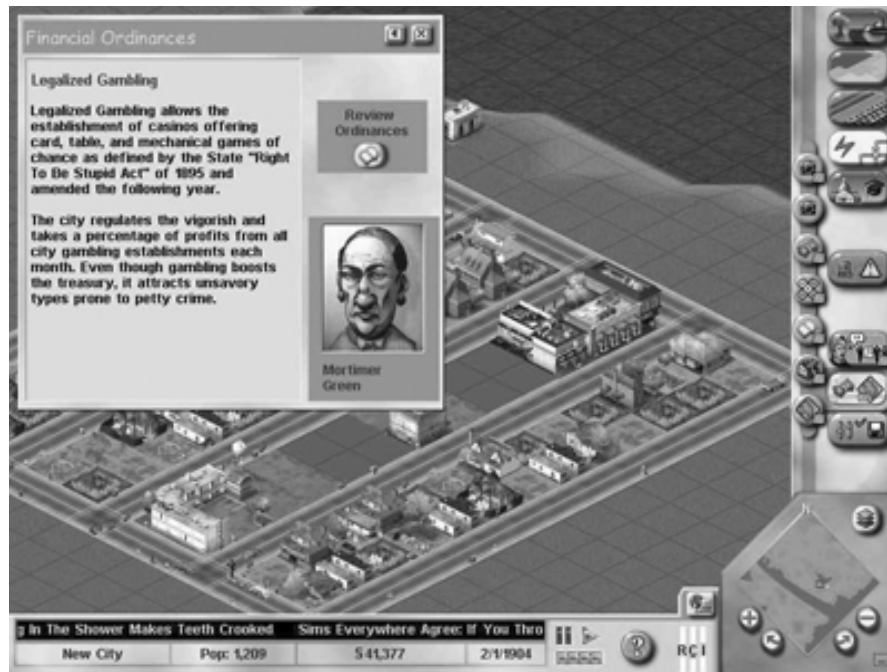 Financial Ordinances
Legalized Gambling
Legalized Gambling allows the
establishment of casinos offering
card, table, and mechanical games of
chance as defined by the State "Right
To Be Stupid Act" of 1895 and
amended the following year.
The city regulates the vigorish and
takes a percentage of profits from all
city gambling establishments each
month. Even though gambling boosts
the treasury, it attracts unsavory
types prone to petty crime.
Review
Ordinances
Mortimer
Green
g In The Shower Makes Teeth Crooked Sims Everywhere Agree: If You Thro
New City Pop: 1,209 $41,377 2/1/1904
? RCI
N